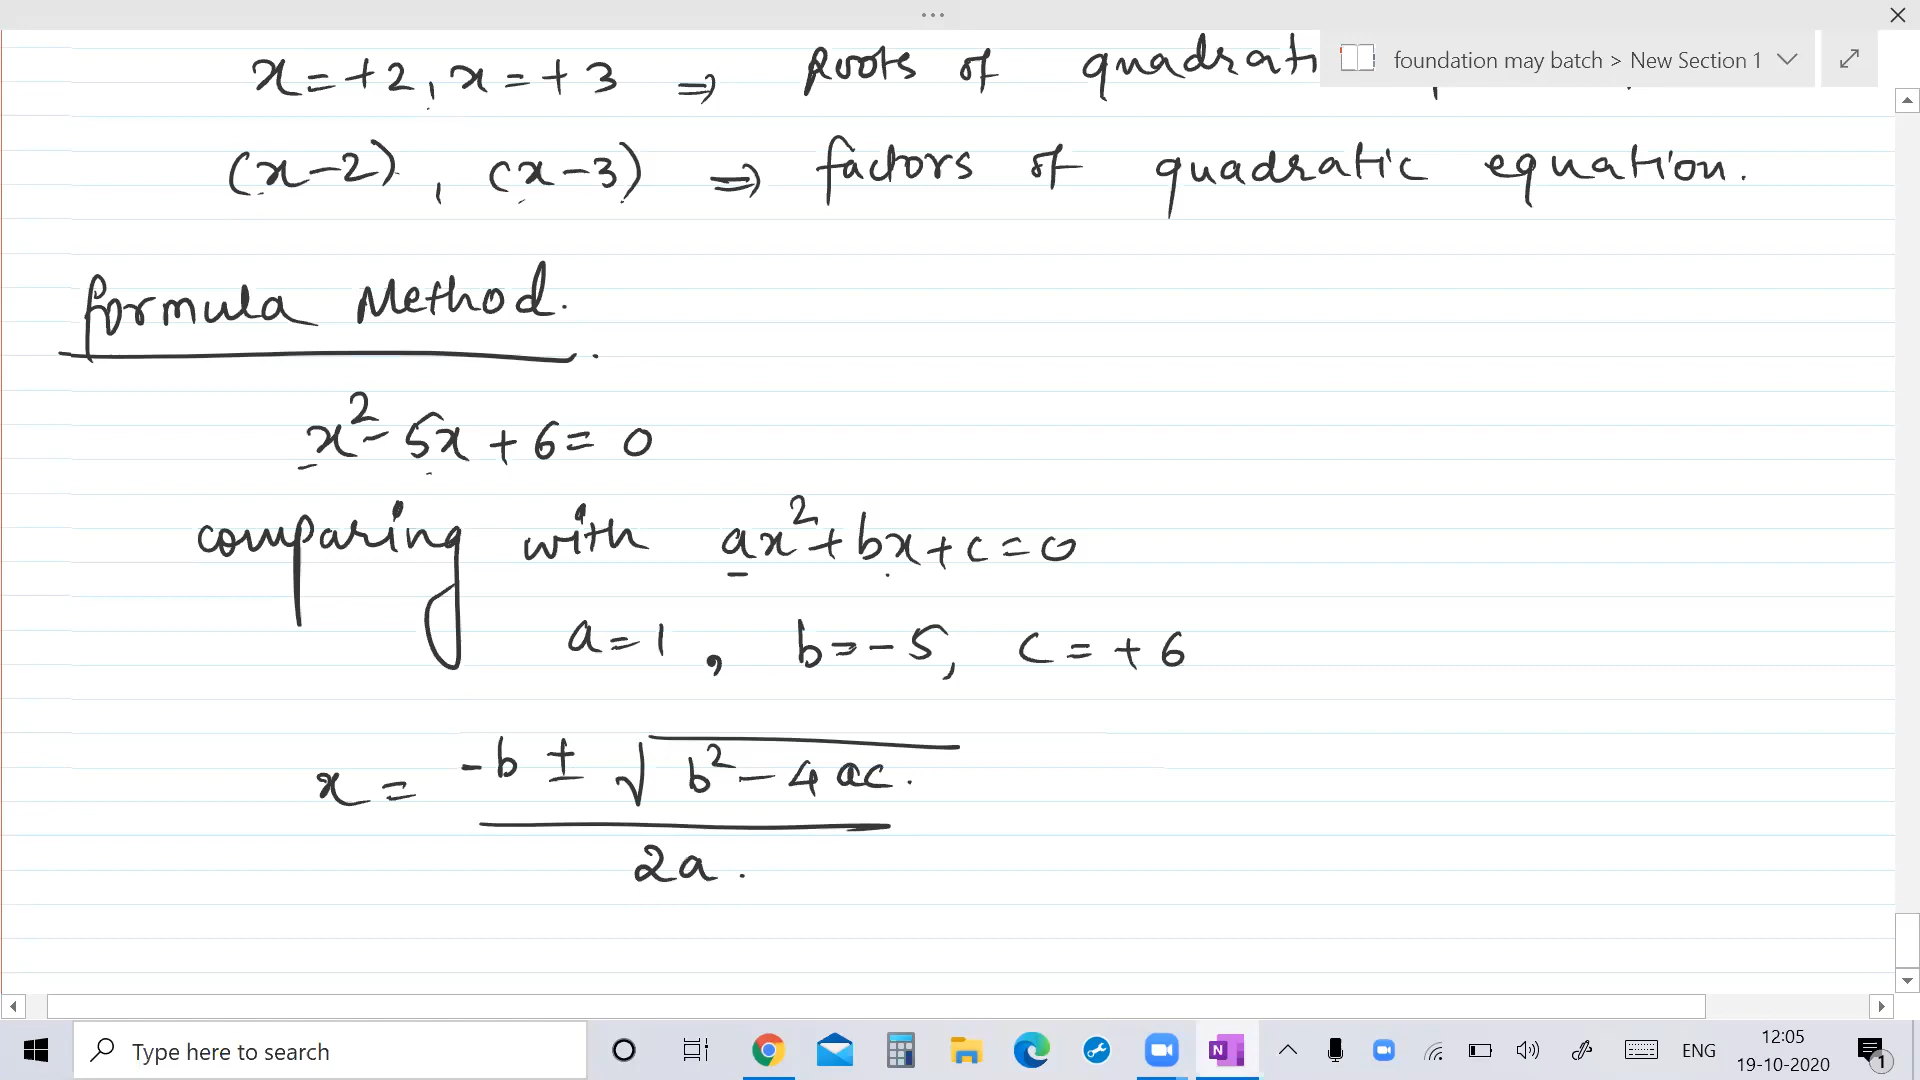 x = +2, x = +3 ⇒ Roots of quadrati
foundation may batch > New Section 1
(x-2), (x-3) ⇒ factors of quadratic equation.
formula Method.
x² - 5x + 6 = 0
comparing with ax² + bx + c = 0
a = 1, b = -5, c = +6
x = -b ± √b² - 4ac.
2a.
Type here to search
ENG
12:05
19-10-2020
1